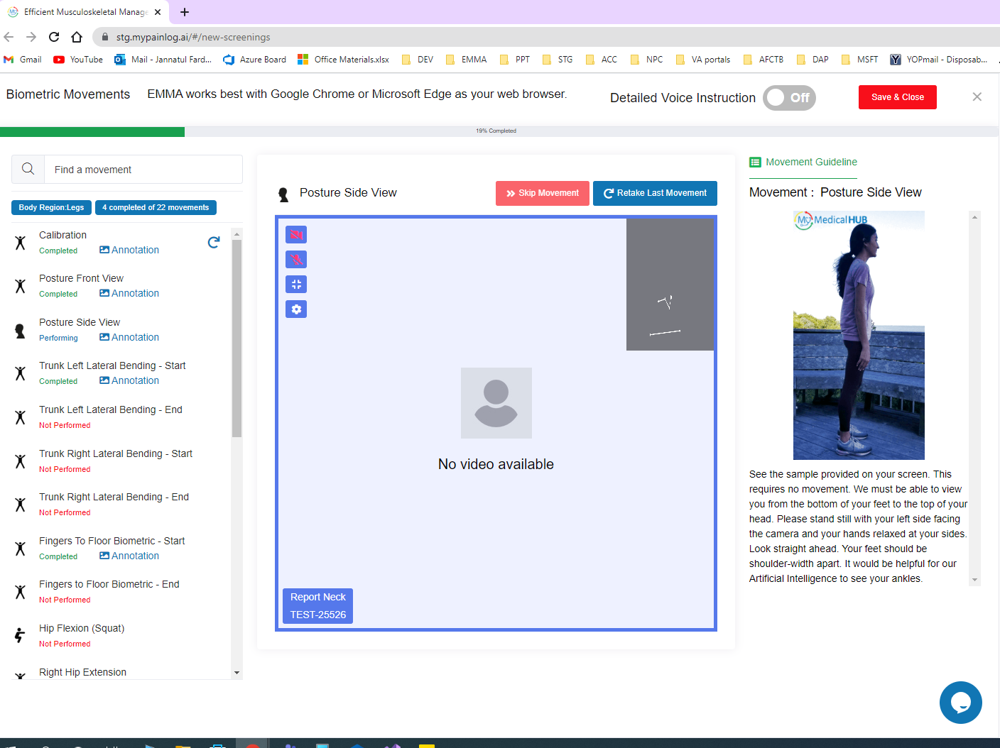 Efficient Musculoskeletal Manage
stg.mypainlog.ai/#/new-screenings
Gmail
YouTube
Mail - Jannatul Fard...
Azure Board
Office Materials.xlsx
DEV
EMMA
PPT
STG
ACC
NPC
VA portals
AFCTB
DAP
MSFT
YOPmail - Disposab...
Biometric Movements
EMMA works best with Google Chrome or Microsoft Edge as your web browser.
Detailed Voice Instruction
Off
Save & Close
19% Completed
Find a movement
Body Region:Legs
4 completed of 22 movements
Calibration
Completed
Annotation
Posture Front View
Completed
Annotation
Posture Side View
Performing
Annotation
Trunk Left Lateral Bending - Start
Completed
Annotation
Trunk Left Lateral Bending - End
Not Performed
Trunk Right Lateral Bending - Start
Not Performed
Trunk Right Lateral Bending - End
Not Performed
Fingers To Floor Biometric - Start
Completed
Annotation
Fingers to Floor Biometric - End
Not Performed
Hip Flexion (Squat)
Not Performed
Right Hip Extension
Posture Side View
Skip Movement
Retake Last Movement
No video available
Report Neck
TEST-25526
Movement Guideline
Movement : Posture Side View
My MedicalHUB
See the sample provided on your screen. This
requires no movement. We must be able to view
you from the bottom of your feet to the top of your
head. Please stand still with your left side facing
the camera and your hands relaxed at your sides.
Look straight ahead. Your feet should be
shoulder-width apart. It would be helpful for our
Artificial Intelligence to see your ankles.